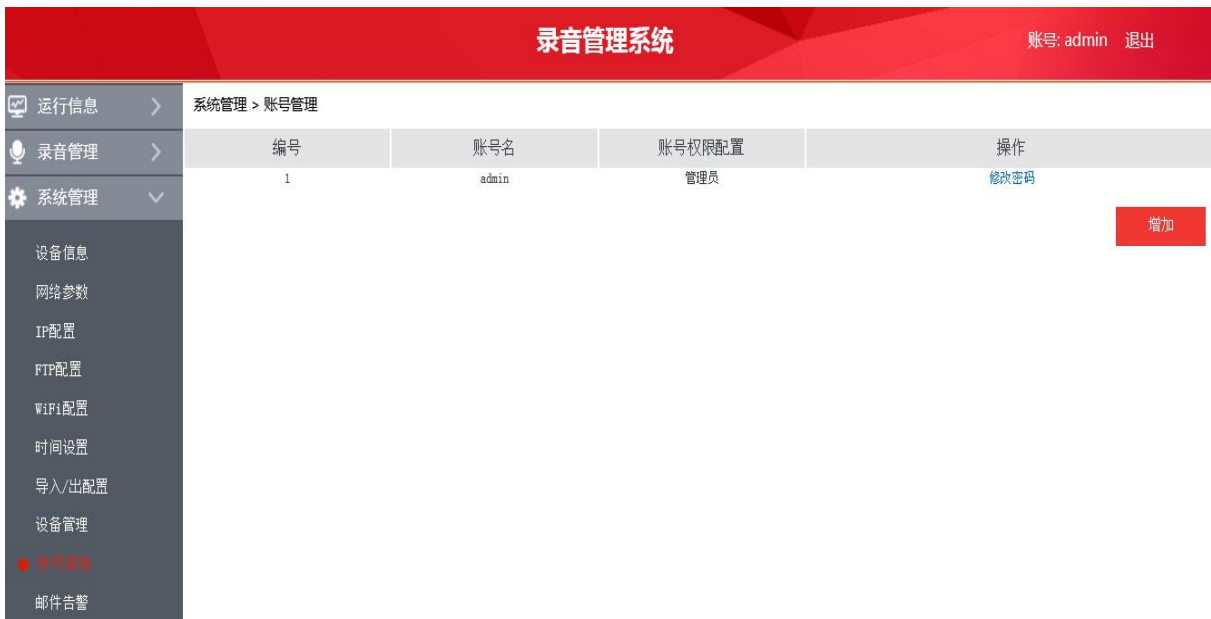 录音管理系统
账号: admin 退出
运行信息
录音管理
系统管理
设备信息
网络参数
IP配置
FTP配置
WiFi配置
时间设置
导入/出配置
设备管理
账号管理
邮件告警
系统管理 > 账号管理
编号 账号名 账号权限配置 操作
1 admin 管理员 修改密码
增加